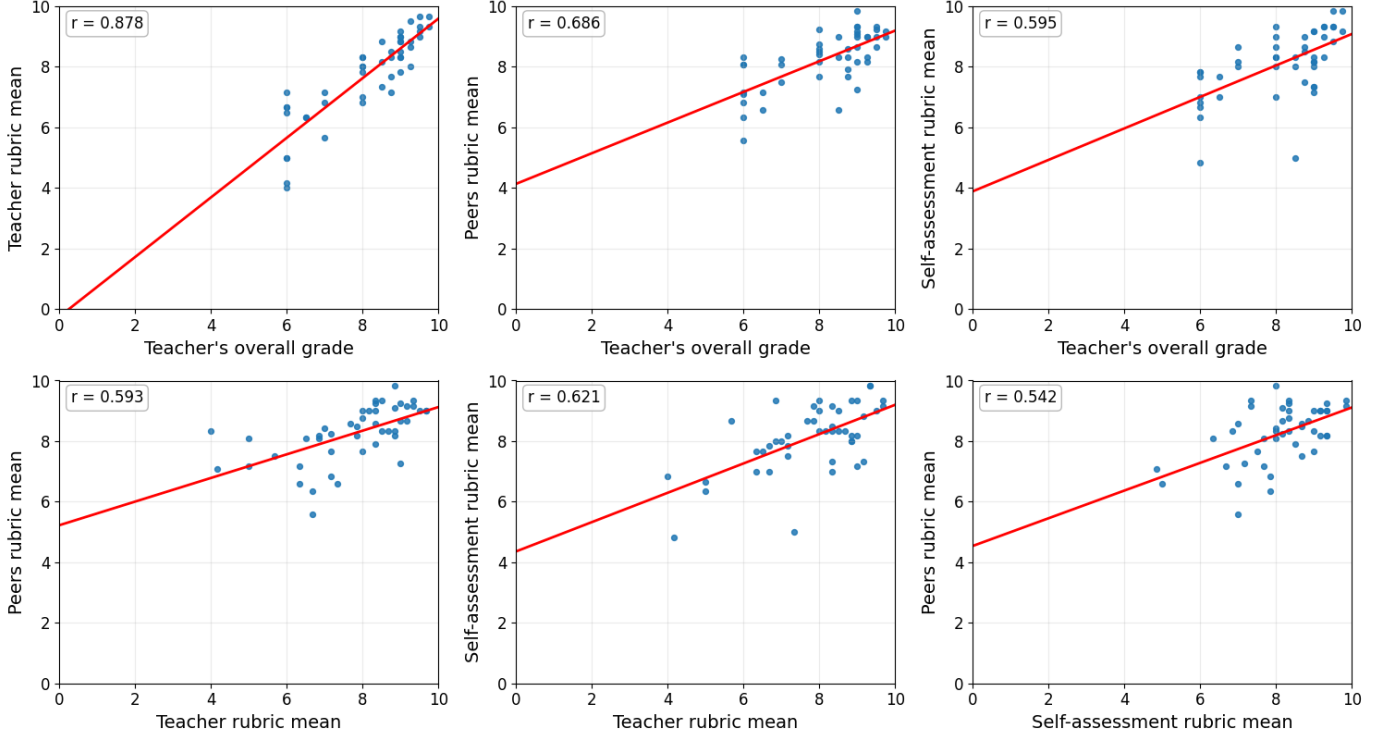 r = 0.878
10
8
6
4
2
0
Teacher rubric mean
0 2 4 6 8 10
Teacher's overall grade
r = 0.686
10
8
6
4
2
0
Peers rubric mean
0 2 4 6 8 10
Teacher's overall grade
r = 0.595
10
8
6
4
2
0
Self-assessment rubric mean
0 2 4 6 8 10
Teacher's overall grade
r = 0.593
10
8
6
4
2
0
Peers rubric mean
0 2 4 6 8 10
Teacher rubric mean
r = 0.621
10
8
6
4
2
0
Self-assessment rubric mean
0 2 4 6 8 10
Teacher rubric mean
r = 0.542
10
8
6
4
2
0
Peers rubric mean
0 2 4 6 8 10
Self-assessment rubric mean